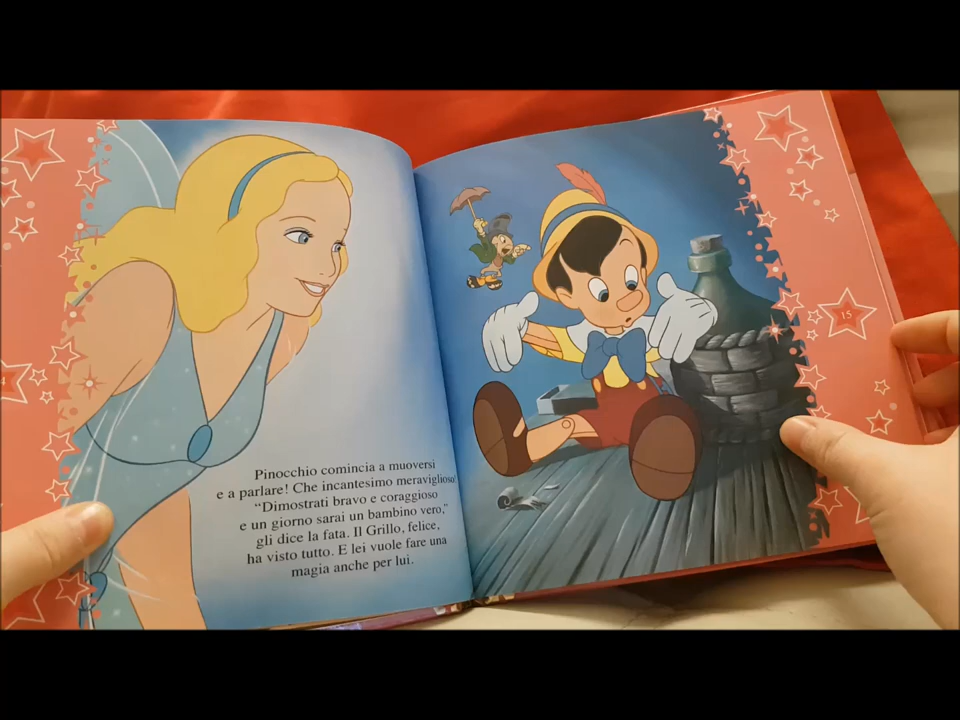 Pinocchio comincia a muoversi
e a parlare! Che incantesimo meraviglioso!
“Dimostrati bravo e coraggioso
e un giorno sarai un bambino vero,”
gli dice la fata. Il Grillo, felice,
ha visto tutto. E lei vuole fare una
magia anche per lui.
15